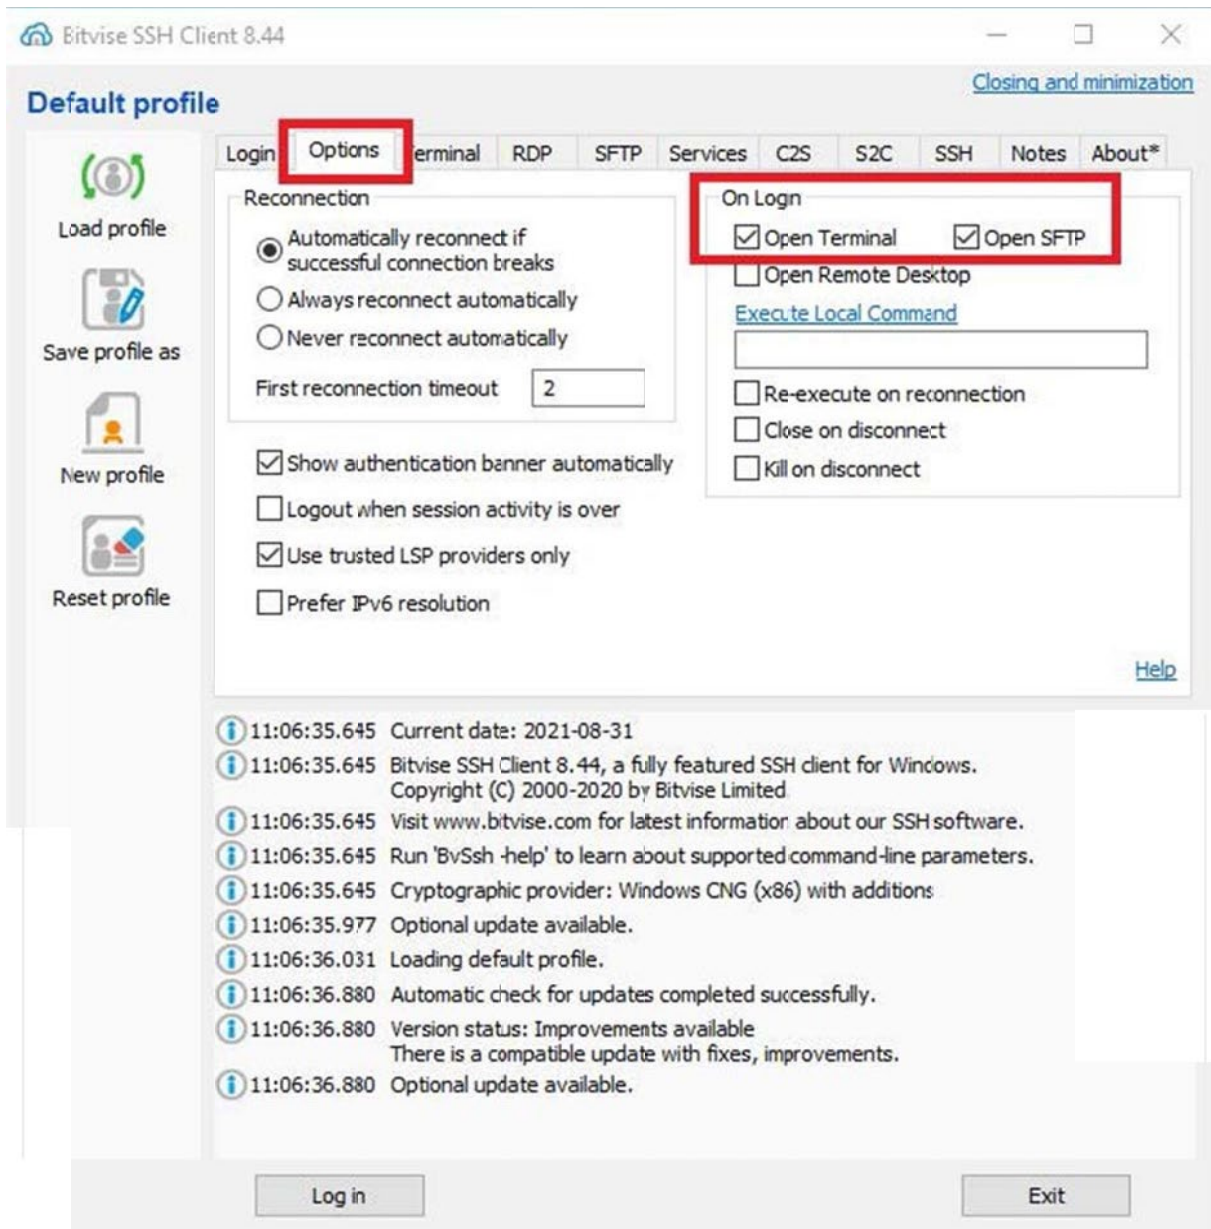 Bitvise SSH Client 8.44
Closing and minimization
Default profile
Login Options Terminal RDP SFTP Services C2S S2C SSH Notes About*
Load profile
Save profile as
New profile
Reset profile
Reconnection
Automatically reconnect if
successful connection breaks
Always reconnect automatically
Never reconnect automatically
First reconnection timeout 2
Show authentication banner automatically
Logout when session activity is over
Use trusted LSP providers only
Prefer IPv6 resolution
On Login
Open Terminal Open SFTP
Open Remote Desktop
Execute Local Command
Re-execute on reconnection
Close on disconnect
Kill on disconnect
Help
11:06:35.645 Current date: 2021-08-31
11:06:35.645 Bitvise SSH Client 8.44, a fully featured SSH client for Windows.
Copyright (C) 2000-2020 by Bitvise Limited.
11:06:35.645 Visit www.bitvise.com for latest information about our SSH software.
11:06:35.645 Run 'BvSsh -help' to learn about supported command-line parameters.
11:06:35.645 Cryptographic provider: Windows CNG (x86) with additions
11:06:35.977 Optional update available.
11:06:36.031 Loading default profile.
11:06:36.880 Automatic check for updates completed successfully.
11:06:36.880 Version status: Improvements available
There is a compatible update with fixes, improvements.
11:06:36.880 Optional update available.
Log in Exit